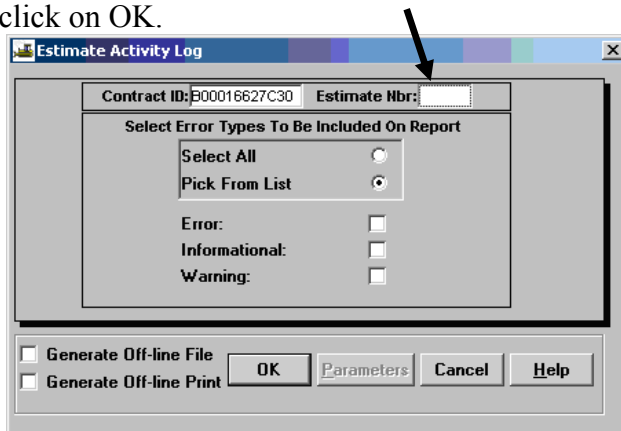 click on OK.
Estimate Activity Log
Contract ID: B00016627C30 Estimate Nbr:
Select Error Types To Be Included On Report
Select All
Pick From List
Error:
Informational:
Warning:
Generate Off-line File
Generate Off-line Print
OK Parameters Cancel Help